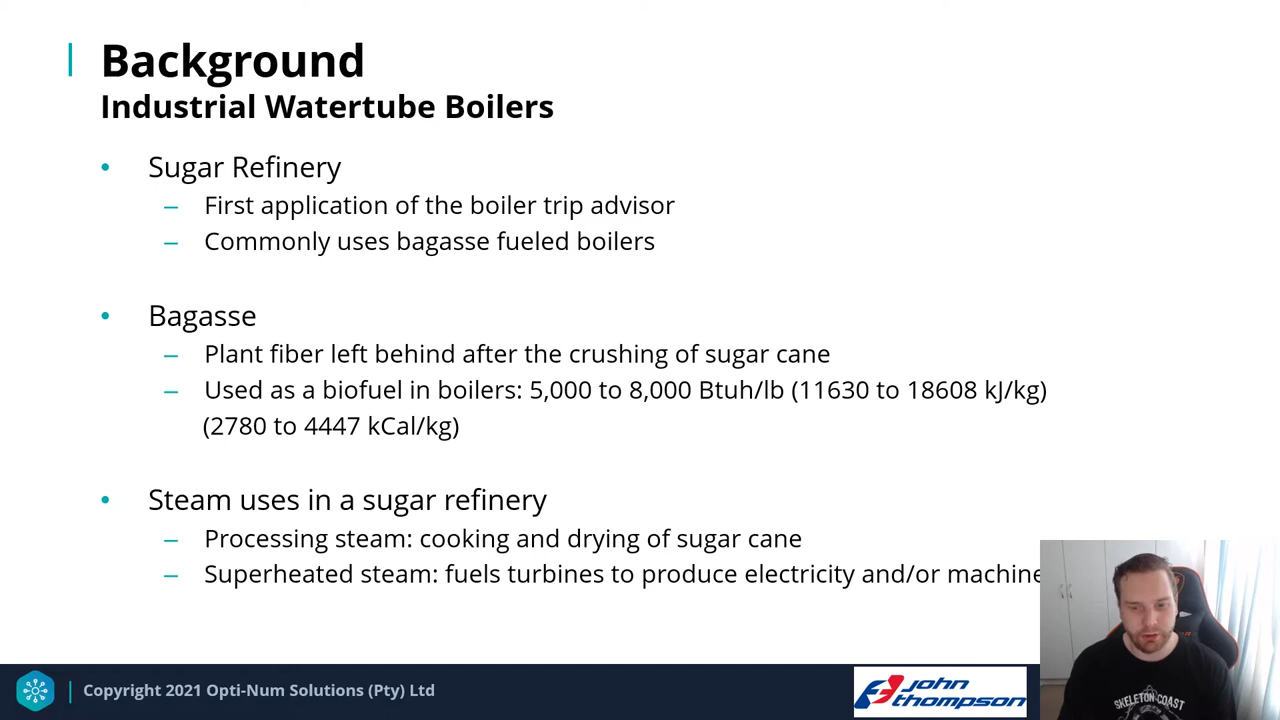 Background
Industrial Watertube Boilers
• Sugar Refinery
– First application of the boiler trip advisor
– Commonly uses bagasse fueled boilers
• Bagasse
– Plant fiber left behind after the crushing of sugar cane
– Used as a biofuel in boilers: 5,000 to 8,000 Btuh/lb (11630 to 18608 kJ/kg)
(2780 to 4447 kCal/kg)
• Steam uses in a sugar refinery
– Processing steam: cooking and drying of sugar cane
– Superheated steam: fuels turbines to produce electricity and/or machine
SKELETON COAST
Copyright 2021 Opti-Num Solutions (Pty) Ltd
john
thompson